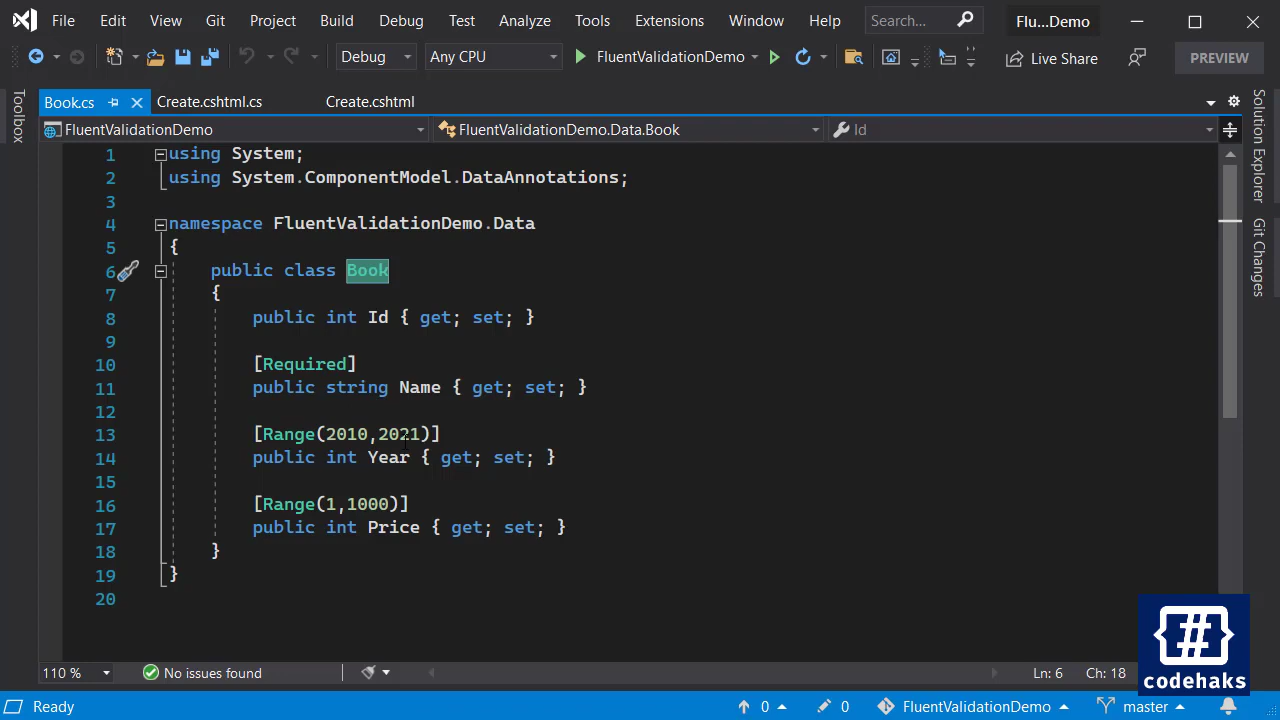 File Edit View Git Project Build Debug Test Analyze Tools Extensions Window Help Search... Flu...Demo
Debug Any CPU FluentValidationDemo Live Share PREVIEW
Toolbox
Book.cs Create.cshtml.cs Create.cshtml
FluentValidationDemo FluentValidationDemo.Data.Book Id
1 using System;
2 using System.ComponentModel.DataAnnotations;
3
4 namespace FluentValidationDemo.Data
5 {
6 public class Book
7 {
8 public int Id { get; set; }
9
10 [Required]
11 public string Name { get; set; }
12
13 [Range(2010,2021)]
14 public int Year { get; set; }
15
16 [Range(1,1000)]
17 public int Price { get; set; }
18 }
19 }
20
Solution Explorer
Git Changes
{#}
codehaks
110 % No issues found Ln: 6 Ch: 18
Ready 0 0 FluentValidationDemo master